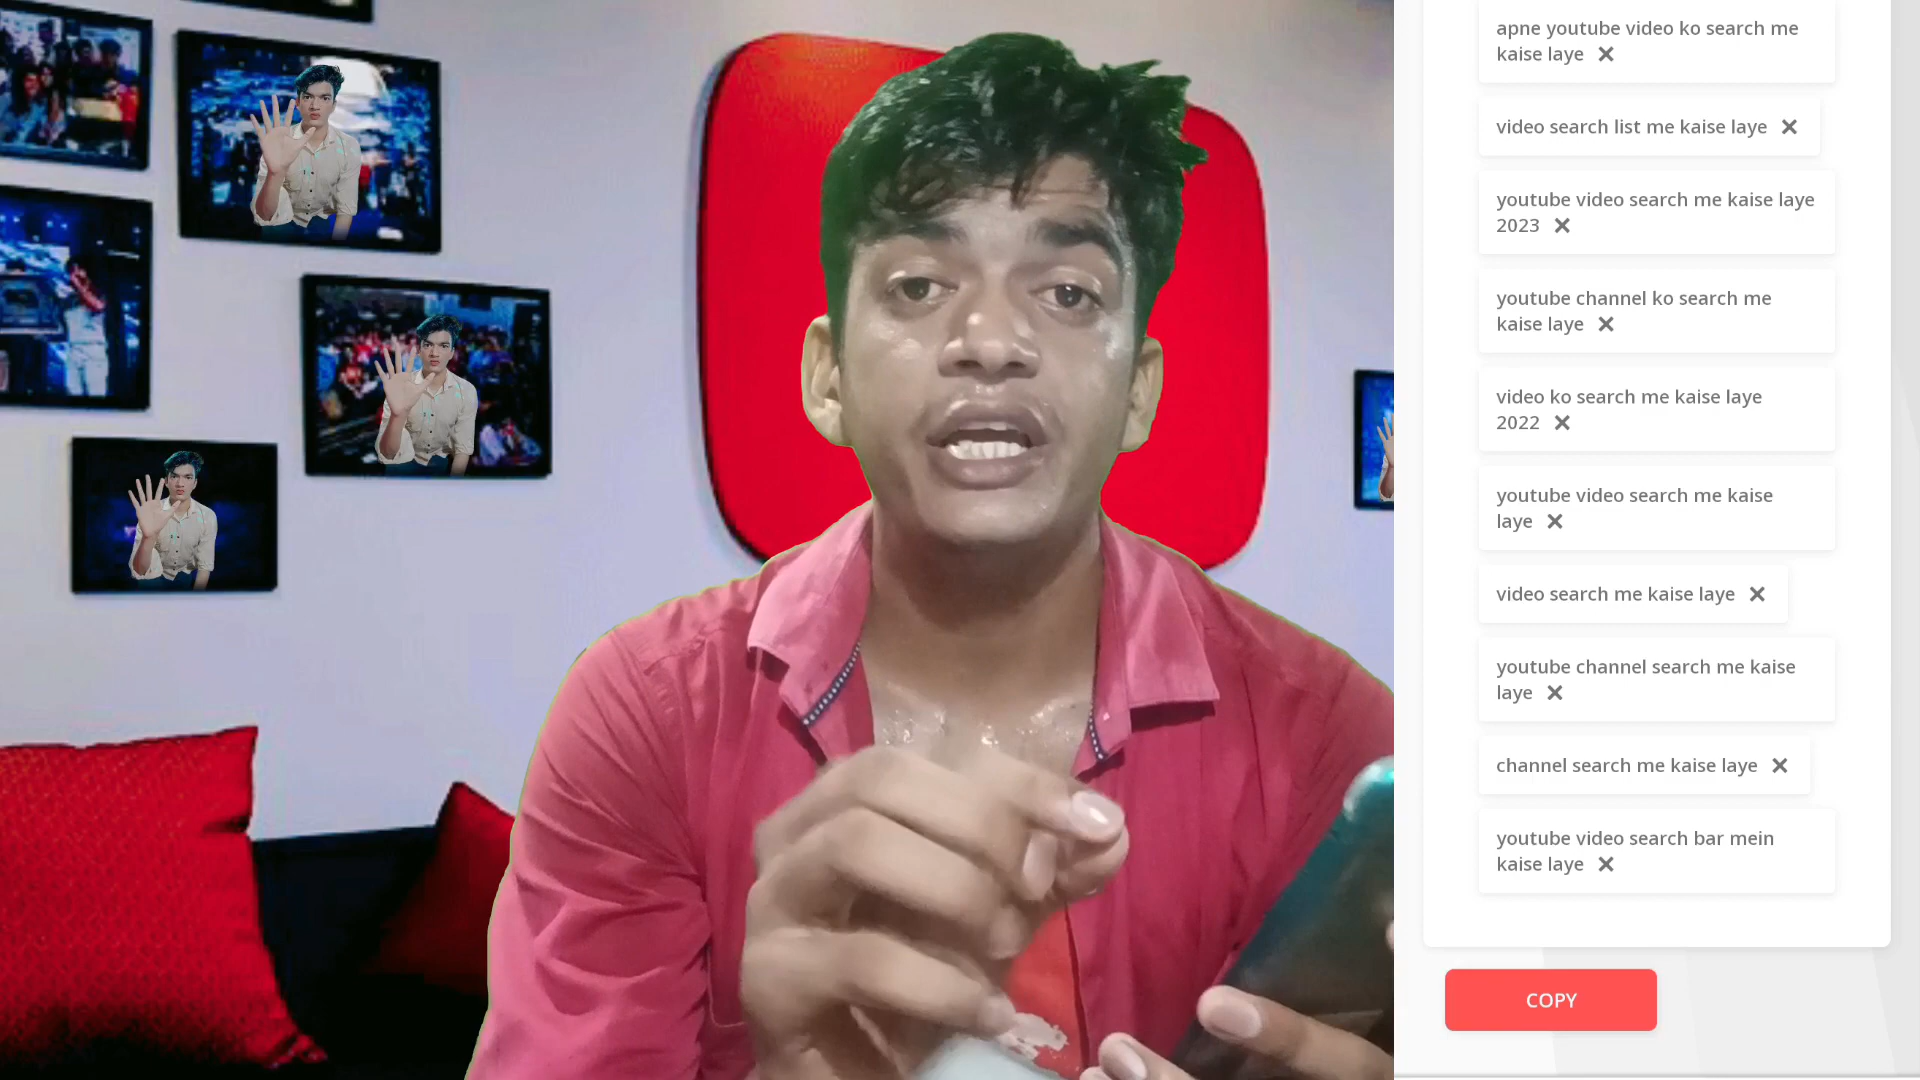 apne youtube video ko search me
kaise laye ✕
video search list me kaise laye ✕
youtube video search me kaise laye
2023 ✕
youtube channel ko search me
kaise laye ✕
video ko search me kaise laye
2022 ✕
youtube video search me kaise
laye ✕
video search me kaise laye ✕
youtube channel search me kaise
laye ✕
channel search me kaise laye ✕
youtube video search bar mein
kaise laye ✕
COPY